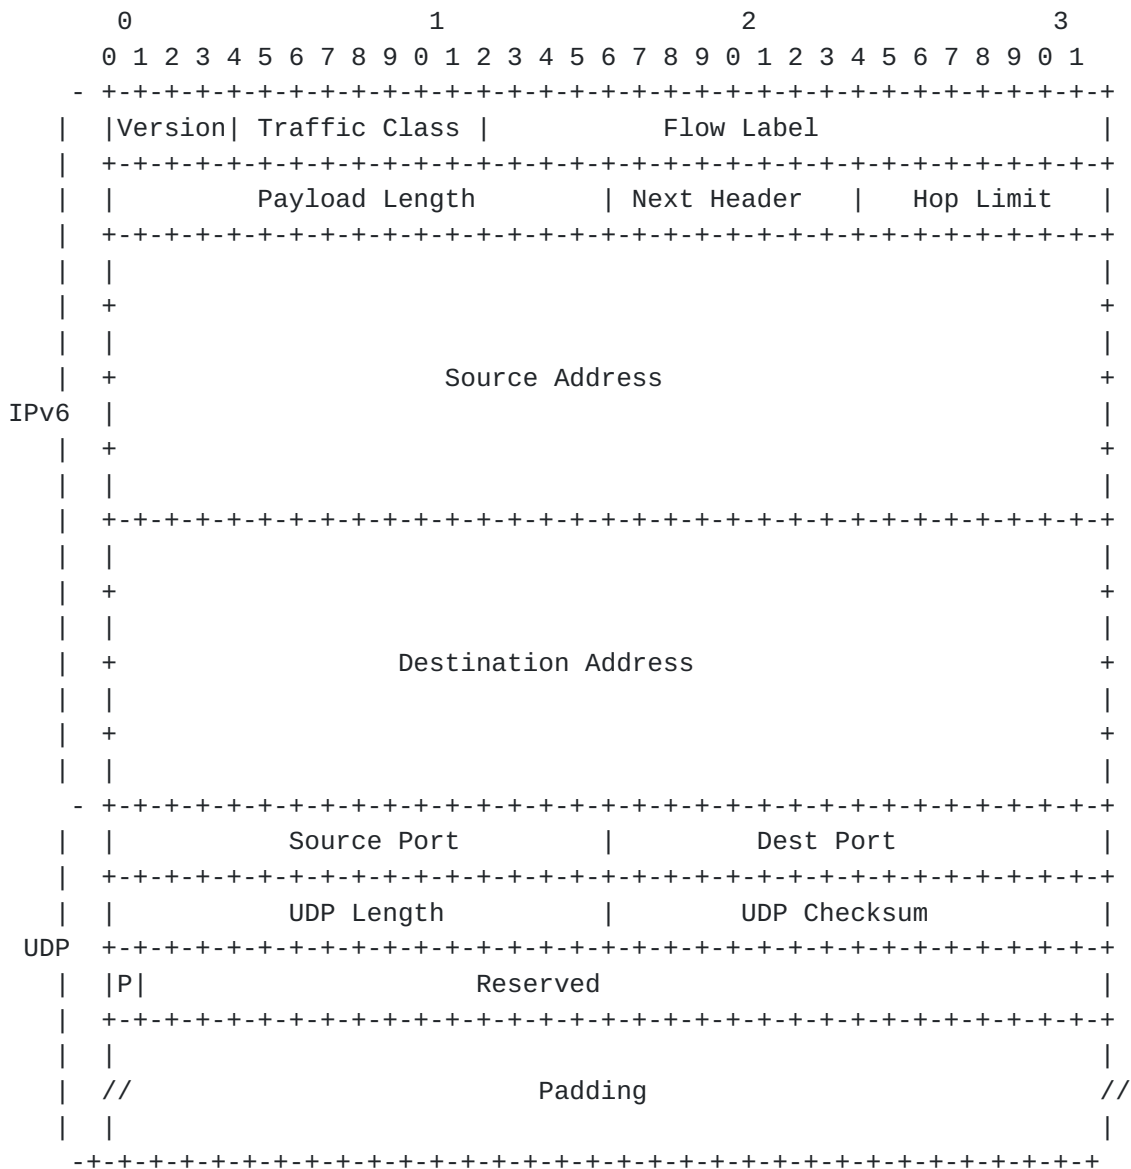 0                   1                   2                   3
      0 1 2 3 4 5 6 7 8 9 0 1 2 3 4 5 6 7 8 9 0 1 2 3 4 5 6 7 8 9 0 1
    - +-+-+-+-+-+-+-+-+-+-+-+-+-+-+-+-+-+-+-+-+-+-+-+-+-+-+-+-+-+-+-+-+
   |  |Version| Traffic Class |           Flow Label                  |
   |  +-+-+-+-+-+-+-+-+-+-+-+-+-+-+-+-+-+-+-+-+-+-+-+-+-+-+-+-+-+-+-+-+
   |  |         Payload Length        | Next Header   |   Hop Limit   |
   |  +-+-+-+-+-+-+-+-+-+-+-+-+-+-+-+-+-+-+-+-+-+-+-+-+-+-+-+-+-+-+-+-+
   |  |                                                               |
   |  +                                                               +
   |  |                                                               |
   |  +                     Source Address                            +
IPv6  |                                                               |
   |  +                                                               +
   |  |                                                               |
   |  +-+-+-+-+-+-+-+-+-+-+-+-+-+-+-+-+-+-+-+-+-+-+-+-+-+-+-+-+-+-+-+-+
   |  |                                                               |
   |  +                                                               +
   |  |                                                               |
   |  +                  Destination Address                          +
   |  |                                                               |
   |  +                                                               +
   |  |                                                               |
    - +-+-+-+-+-+-+-+-+-+-+-+-+-+-+-+-+-+-+-+-+-+-+-+-+-+-+-+-+-+-+-+-+
   |  |           Source Port         |         Dest Port             |
   |  +-+-+-+-+-+-+-+-+-+-+-+-+-+-+-+-+-+-+-+-+-+-+-+-+-+-+-+-+-+-+-+-+
   |  |           UDP Length          |        UDP Checksum           |
 UDP  +-+-+-+-+-+-+-+-+-+-+-+-+-+-+-+-+-+-+-+-+-+-+-+-+-+-+-+-+-+-+-+-+
   |  |P|                     Reserved                                |
   |  +-+-+-+-+-+-+-+-+-+-+-+-+-+-+-+-+-+-+-+-+-+-+-+-+-+-+-+-+-+-+-+-+
   |  |                                                               |
   |  //                          Padding                             //
   |  |                                                               |
    -+-+-+-+-+-+-+-+-+-+-+-+-+-+-+-+-+-+-+-+-+-+-+-+-+-+-+-+-+-+-+-+-+